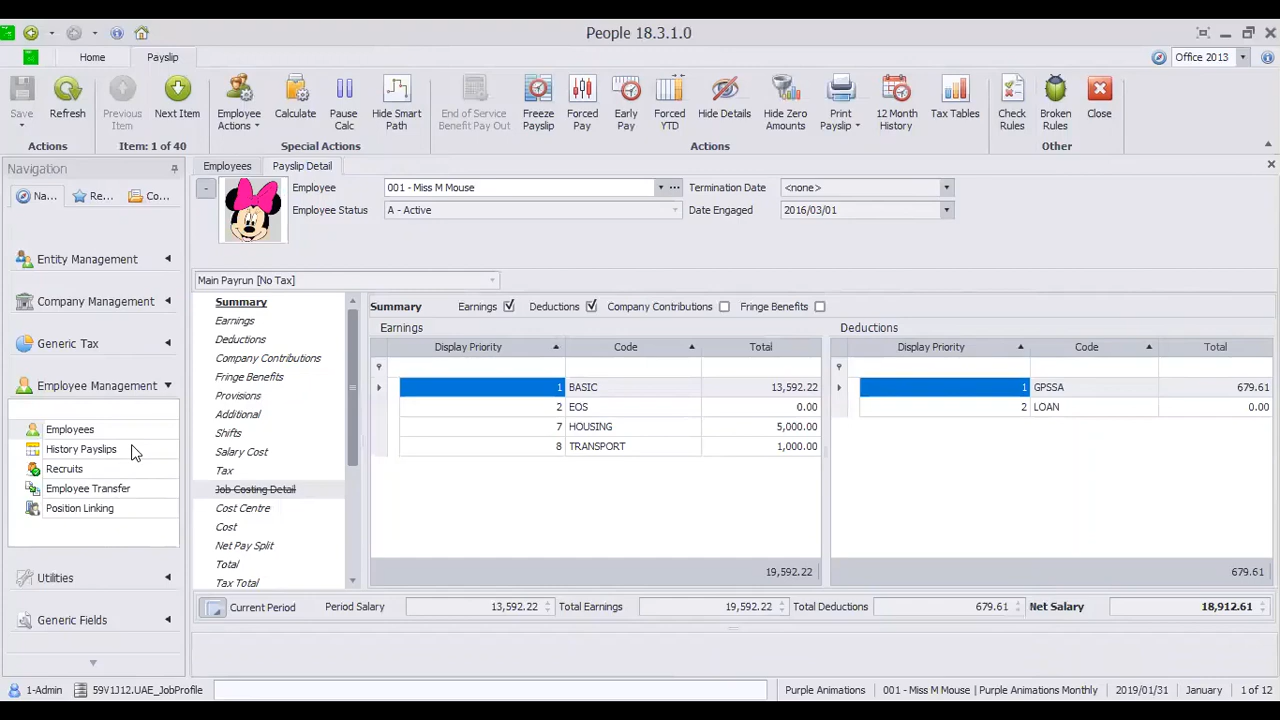 People 18.3.1.0
Home Payslip Office 2013
Save Refresh Previous Item Next Item Employee Actions Calculate Pause Calc Hide Smart Path End of Service Benefit Pay Out Freeze Payslip Forced Pay Early Pay Forced YTD Hide Details Hide Zero Amounts Print Payslip 12 Month History Tax Tables Check Rules Broken Rules Close
Actions Item: 1 of 40 Special Actions Actions Other
Navigation Employees Payslip Detail
Na... Re... Co...
Employee 001 - Miss M Mouse Termination Date <none>
Employee Status A - Active Date Engaged 2016/03/01
Entity Management
Company Management
Generic Tax
Employee Management
Employees
History Payslips
Recruits
Employee Transfer
Position Linking
Utilities
Generic Fields
Main Payrun [No Tax]
Summary
Earnings
Deductions
Company Contributions
Fringe Benefits
Provisions
Additional
Shifts
Salary Cost
Tax
Job Costing Detail
Cost Centre
Cost
Net Pay Split
Total
Tax Total
Summary Earnings Deductions Company Contributions Fringe Benefits
Earnings
Display Priority Code Total
1 BASIC 13,592.22
2 EOS 0.00
7 HOUSING 5,000.00
8 TRANSPORT 1,000.00
19,592.22
Deductions
Display Priority Code Total
1 GPSSA 679.61
2 LOAN 0.00
679.61
Current Period Period Salary 13,592.22 Total Earnings 19,592.22 Total Deductions 679.61 Net Salary 18,912.61
1-Admin 59V1J12.UAE_JobProfile Purple Animations 001 - Miss M Mouse | Purple Animations Monthly 2019/01/31 January 1 of 12